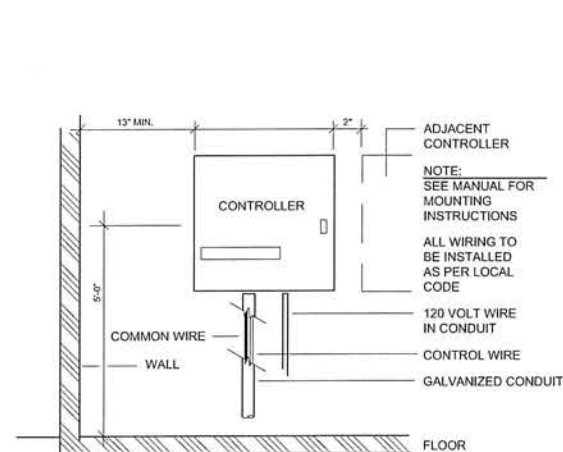 13" MIN.
2"
ADJACENT
CONTROLLER
NOTE:
SEE MANUAL FOR
MOUNTING
INSTRUCTIONS
CONTROLLER
ALL WIRING TO
BE INSTALLED
AS PER LOCAL
CODE
5'-0"
120 VOLT WIRE
IN CONDUIT
COMMON WIRE
CONTROL WIRE
WALL
GALVANIZED CONDUIT
FLOOR